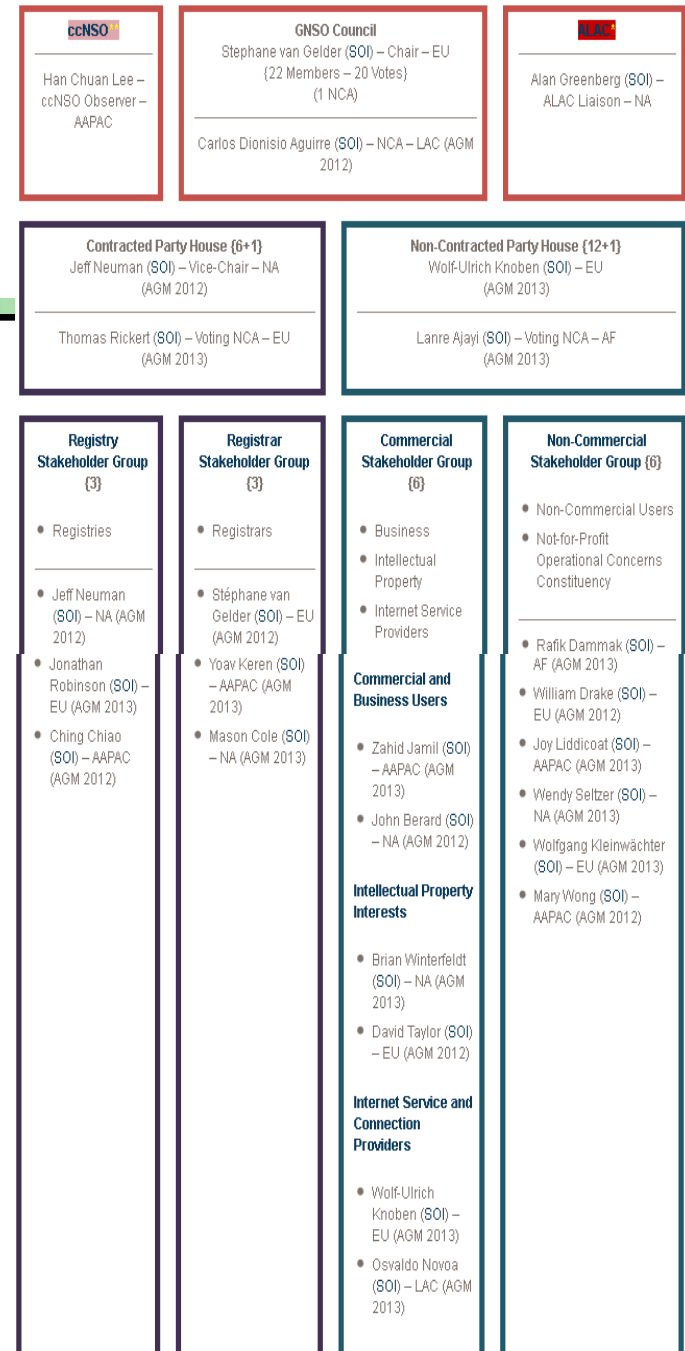 ccNSO**
Han Chuan Lee –
ccNSO Observer –
AAPAC
GNSO Council
Stephane van Gelder (SOI) – Chair – EU
{22 Members – 20 Votes}
(1 NCA)
Carlos Dionisio Aguirre (SOI) – NCA – LAC (AGM
2012)
ALAC*
Alan Greenberg (SOI) –
ALAC Liaison – NA
Contracted Party House {6+1}
Jeff Neuman (SOI) – Vice-Chair – NA
(AGM 2012)
Thomas Rickert (SOI) – Voting NCA – EU
(AGM 2013)
Non-Contracted Party House {12+1}
Wolf-Ulrich Knoben (SOI) – EU
(AGM 2013)
Lanre Ajayi (SOI) – Voting NCA – AF
(AGM 2013)
Registry
Stakeholder Group
{3}
• Registries
• Jeff Neuman
(SOI) – NA (AGM
2012)
• Jonathan
Robinson (SOI) –
EU (AGM 2013)
• Ching Chiao
(SOI) – AAPAC
(AGM 2012)
Registrar
Stakeholder Group
{3}
• Registrars
• Stéphane van
Gelder (SOI) – EU
(AGM 2012)
• Yoav Keren (SOI)
– AAPAC (AGM
2013)
• Mason Cole (SOI)
– NA (AGM 2013)
Commercial
Stakeholder Group
{6}
• Business
• Intellectual
Property
• Internet Service
Providers
Commercial and
Business Users
• Zahid Jamil (SOI)
– AAPAC (AGM
2013)
• John Berard (SOI)
– NA (AGM 2012)
Intellectual Property
Interests
• Brian Winterfeldt
(SOI) – NA (AGM
2013)
• David Taylor (SOI)
– EU (AGM 2012)
Internet Service and
Connection
Providers
• Wolf-Ulrich
Knoben (SOI) –
EU (AGM 2013)
• Osvaldo Novoa
(SOI) – LAC (AGM
2013)
Non-Commercial
Stakeholder Group {6}
• Non-Commercial Users
• Not-for-Profit
Operational Concerns
Constituency
• Rafik Dammak (SOI) –
AF (AGM 2013)
• William Drake (SOI) –
EU (AGM 2012)
• Joy Liddicoat (SOI) –
AAPAC (AGM 2013)
• Wendy Seltzer (SOI) –
NA (AGM 2013)
• Wolfgang Kleinwächter
(SOI) – EU (AGM 2013)
• Mary Wong (SOI) –
AAPAC (AGM 2012)